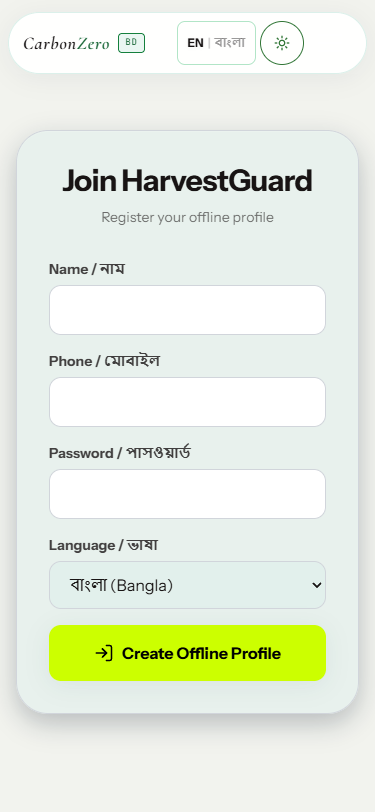 CarbonZero BD EN | বাংলা
Join HarvestGuard
Register your offline profile
Name / নাম
Phone / মোবাইল
Password / পাসওয়ার্ড
Language / ভাষা
বাংলা (Bangla)
Create Offline Profile